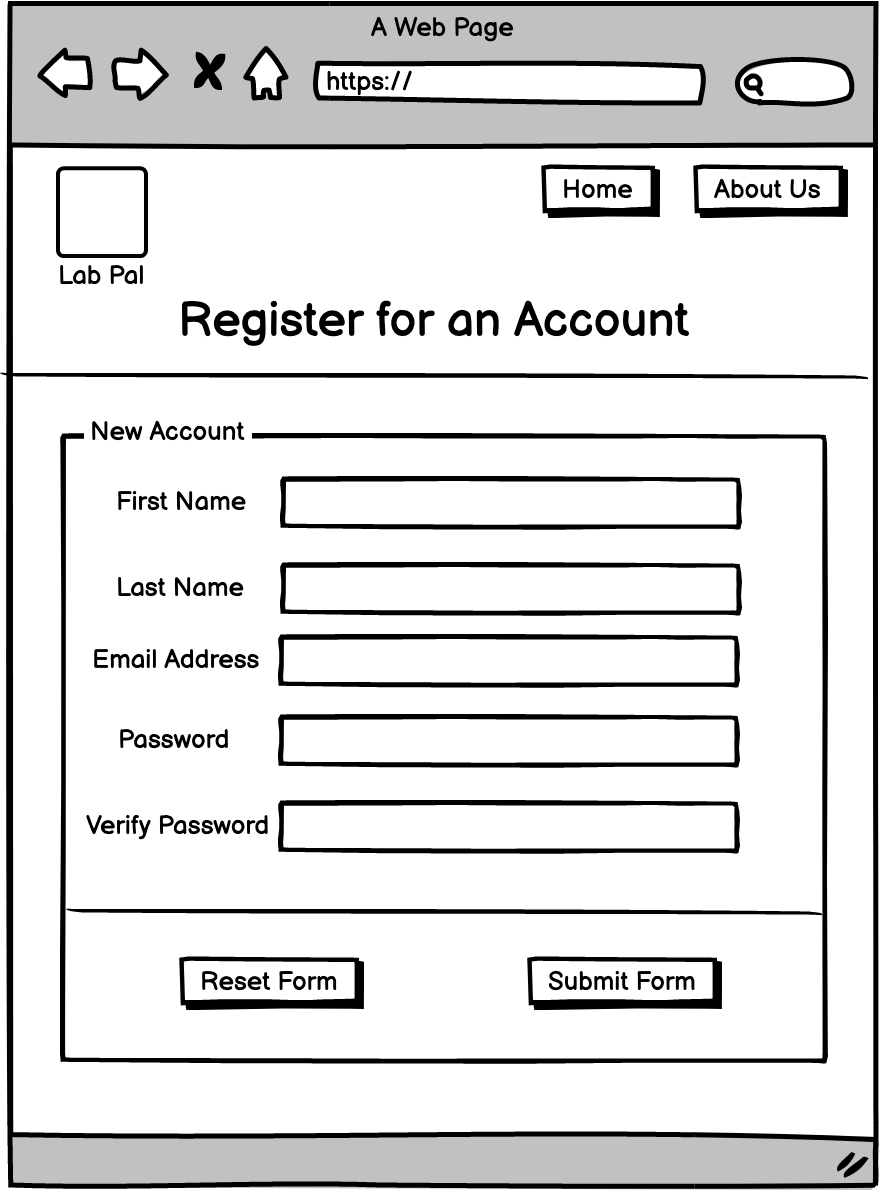 A Web Page
https://
Home
About Us
Lab Pal
Register for an Account
New Account
First Name
Last Name
Email Address
Password
Verify Password
Reset Form
Submit Form